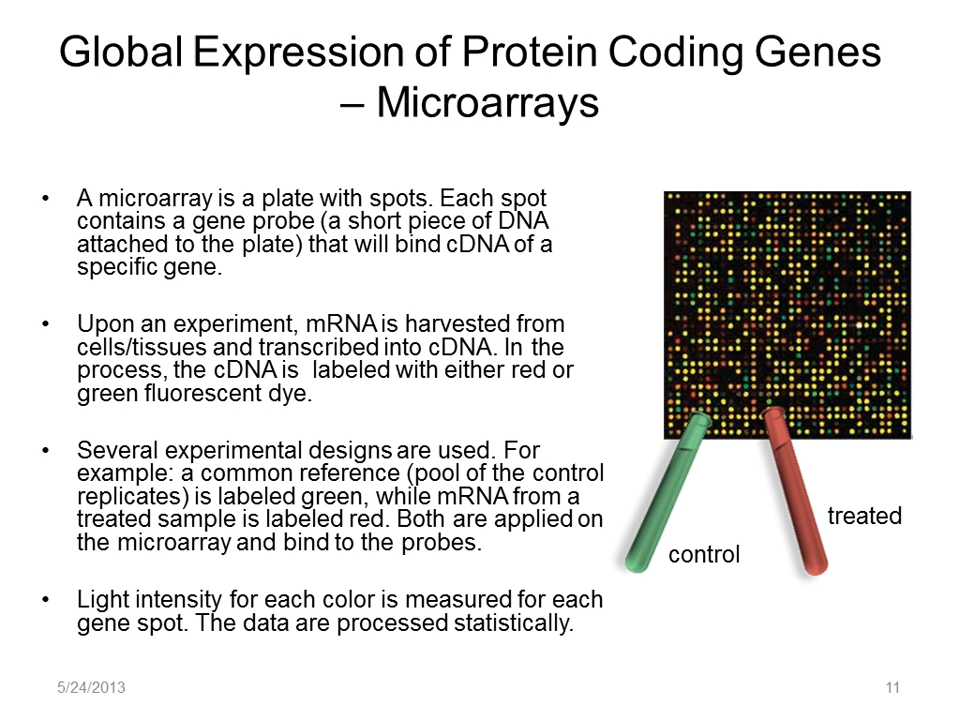 Global Expression of Protein Coding Genes
– Microarrays
• A microarray is a plate with spots. Each spot
contains a gene probe (a short piece of DNA
attached to the plate) that will bind cDNA of a
specific gene.
• Upon an experiment, mRNA is harvested from
cells/tissues and transcribed into cDNA. In the
process, the cDNA is labeled with either red or
green fluorescent dye.
• Several experimental designs are used. For
example: a common reference (pool of the control
replicates) is labeled green, while mRNA from a
treated sample is labeled red. Both are applied on
the microarray and bind to the probes.
• Light intensity for each color is measured for each
gene spot. The data are processed statistically.
treated
control
5/24/2013
11